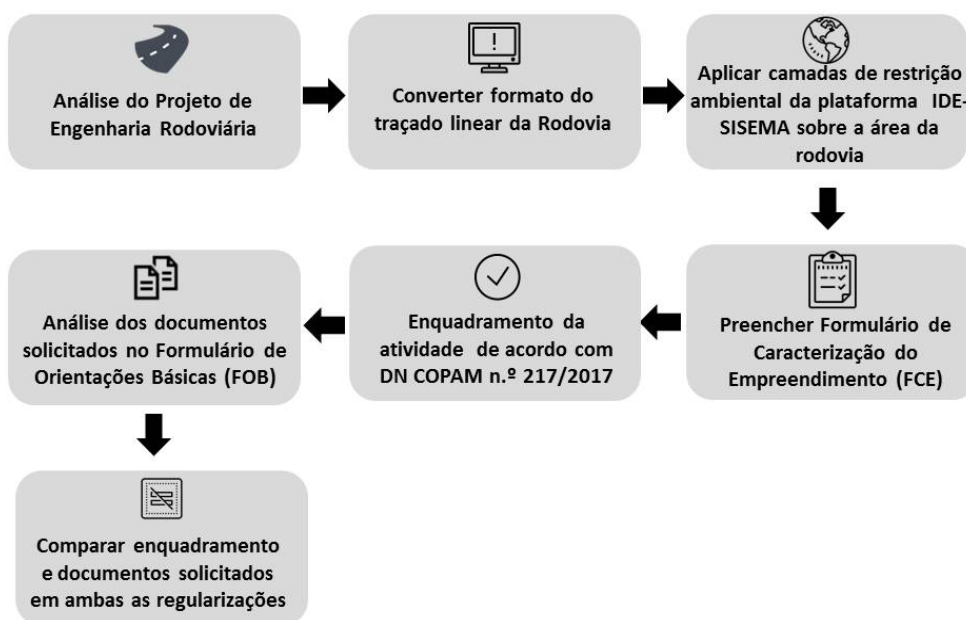 Análise do Projeto de
Engenharia Rodoviária
!
Converter formato do
traçado linear da Rodovia
Aplicar camadas de restrição
ambiental da plataforma IDE-
SISEMA sobre a área da
rodovia
Preencher Formulário de
Caracterização do
Empreendimento (FCE)
Enquadramento da
atividade de acordo com
DN COPAM n.º 217/2017
Análise dos documentos
solicitados no Formulário de
Orientações Básicas (FOB)
Comparar enquadramento
e documentos solicitados
em ambas as regularizações